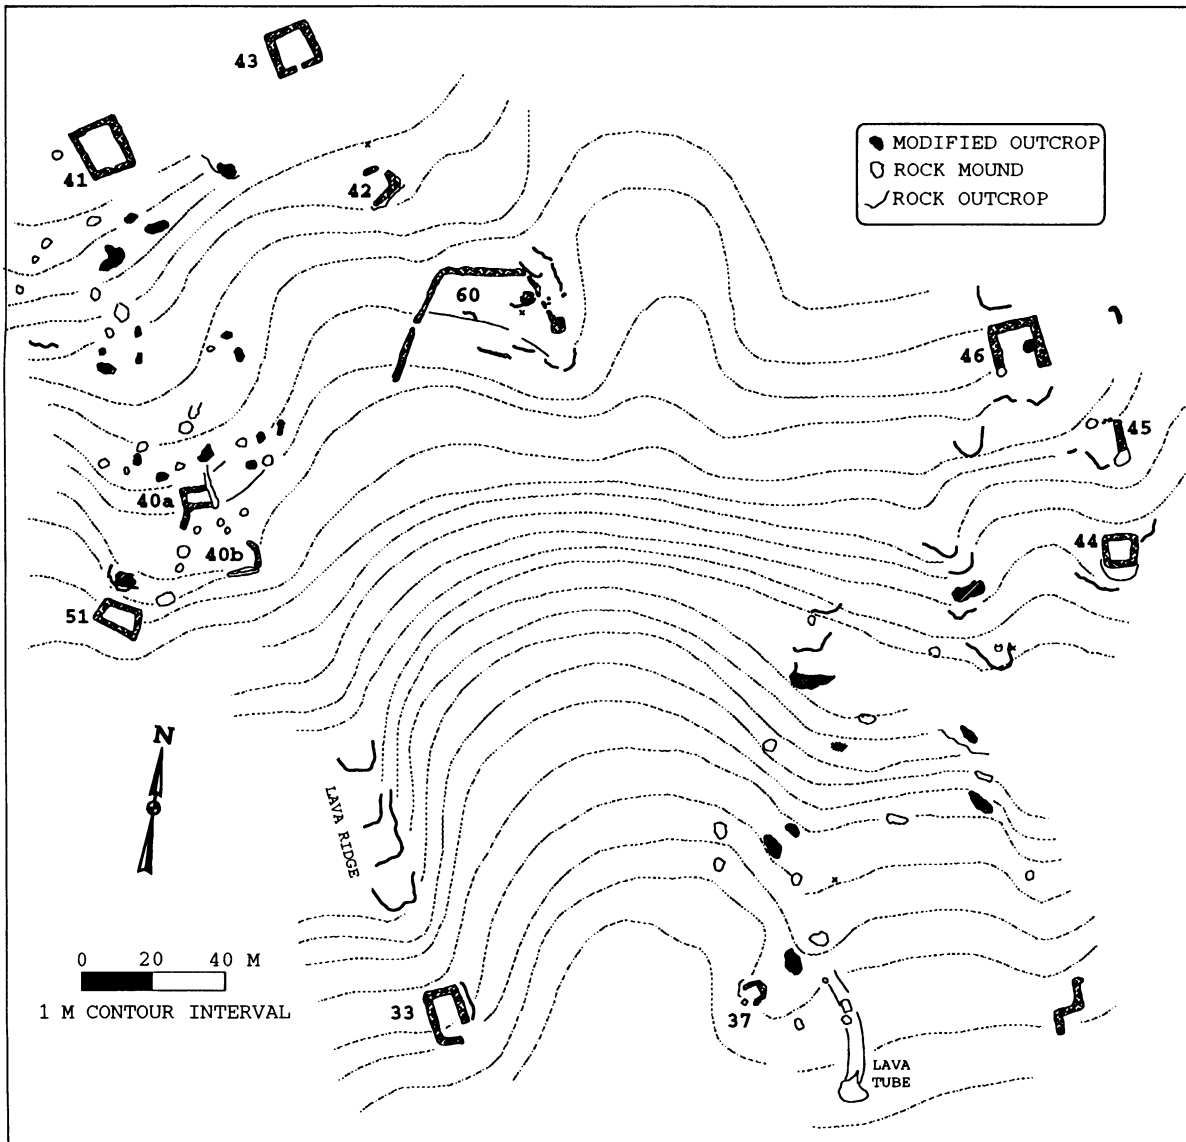 43
41
42
MODIFIED OUTCROP
ROCK MOUND
ROCK OUTCROP
60
46
45
40a
40b
44
51
N
LAVA RIDGE
0 20 40 M
1 M CONTOUR INTERVAL
33
37
LAVA
TUBE